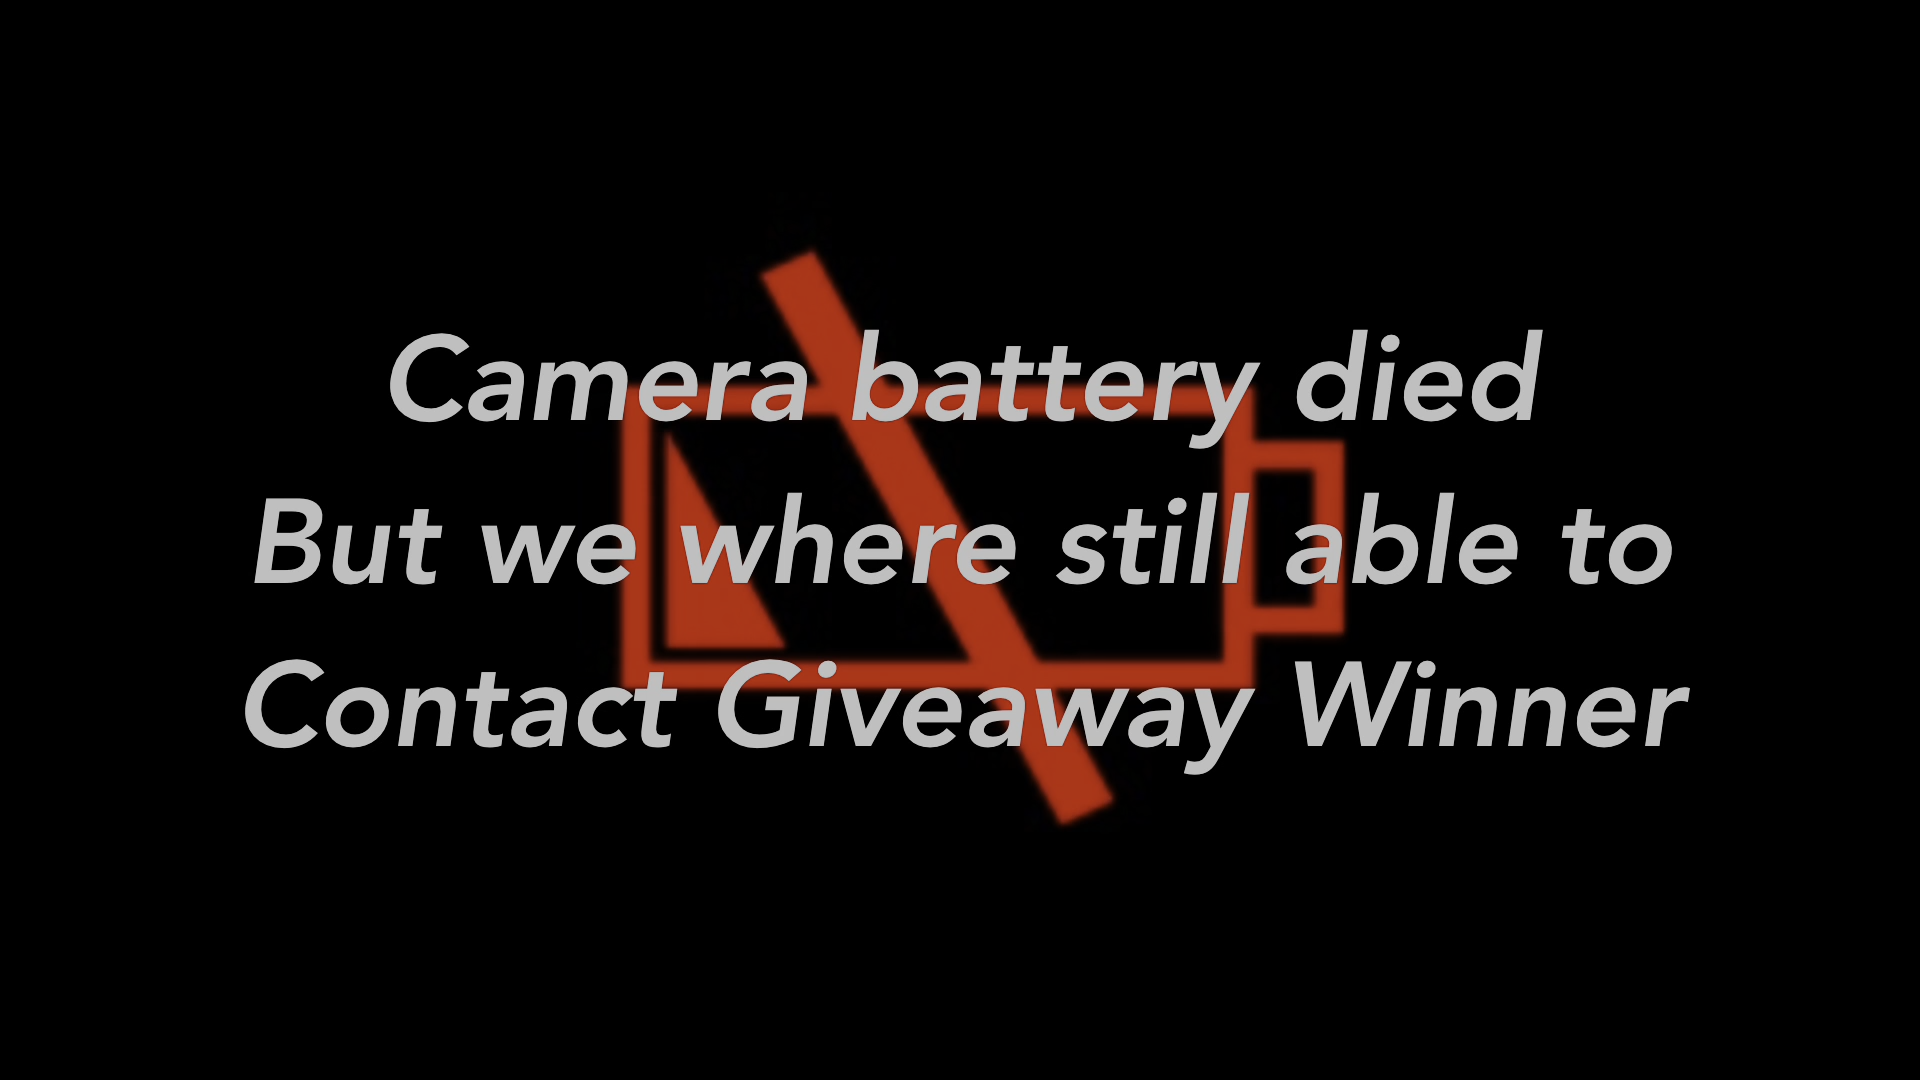 Camera battery died
But we where still able to
Contact Giveaway Winner